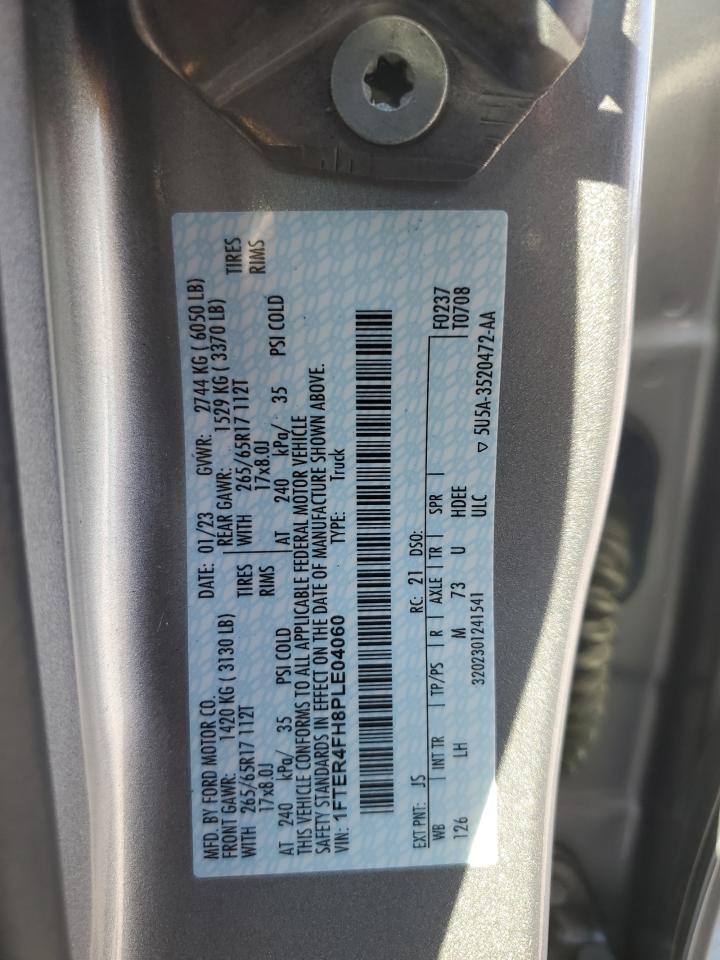 MFD. BY FORD MOTOR CO.
DATE: 01/23 GVWR: 2744 KG ( 6050 LB)
FRONT GAWR: 1420 KG ( 3130 LB) REAR GAWR: 1529 KG ( 3370 LB)
WITH 265/65R17 112T TIRES WITH 265/65R17 112T TIRES
17x8.0J RIMS 17x8.0J RIMS
AT 240 kPa/ 35 PSI COLD AT 240 kPa/ 35 PSI COLD
THIS VEHICLE CONFORMS TO ALL APPLICABLE FEDERAL MOTOR VEHICLE
SAFETY STANDARDS IN EFFECT ON THE DATE OF MANUFACTURE SHOWN ABOVE.
VIN: 1FTER4FH8PLE04060 TYPE: Truck
F0237
T0708
EXT PNT: JS RC: 21 DSO:
WB INT TR TP/PS R AXLE TR SPR
126 LH M 73 U HDEE
3202301241541 ULC ▽ 5U5A-3520472-AA